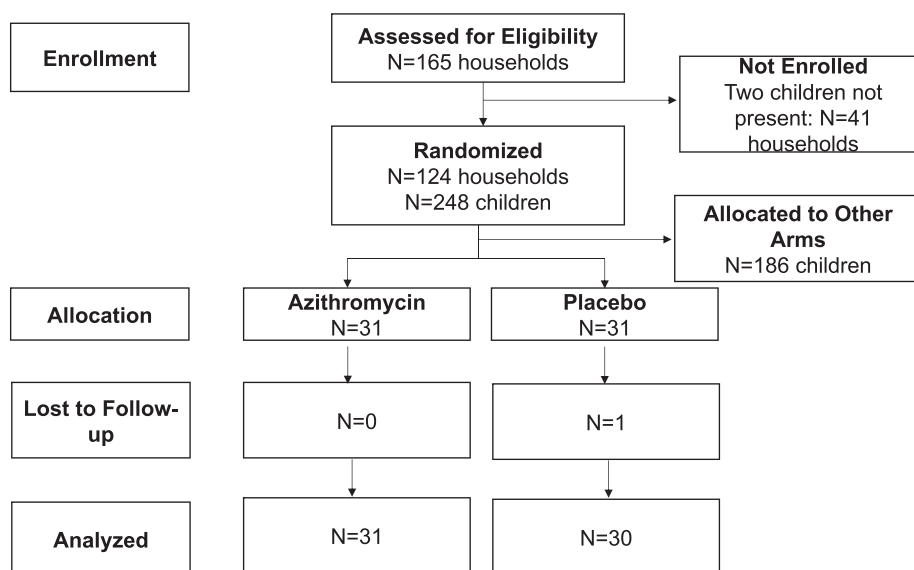 Enrollment
Assessed for Eligibility
N=165 households
Not Enrolled
Two children not
present: N=41
households
Randomized
N=124 households
N=248 children
Allocated to Other
Arms
N=186 children
Allocation
Azithromycin
N=31
Placebo
N=31
Lost to Follow-
up
N=0
N=1
Analyzed
N=31
N=30